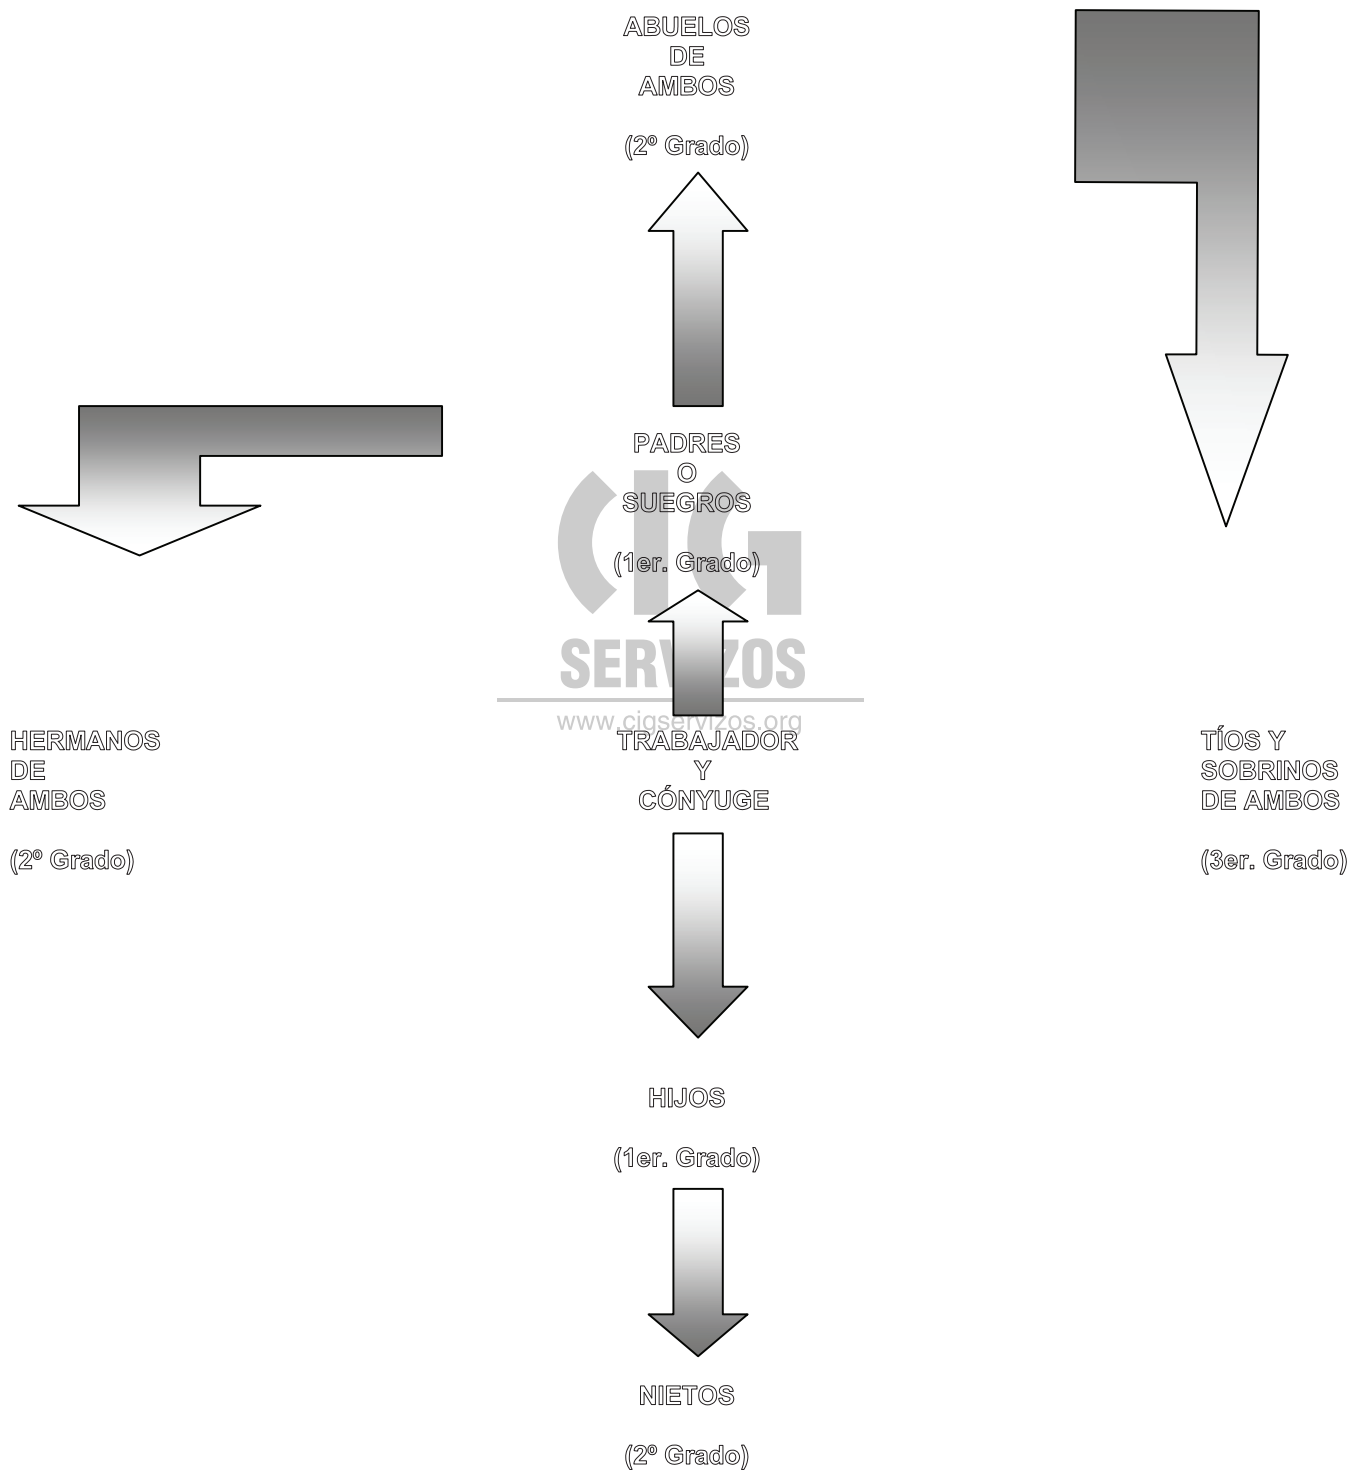 ABUELOS
DE
AMBOS
(2º Grado)
PADRES
O
SUEGROS
(1er. Grado)
CIG
SERVIZOS
www.cigservizos.org
HERMANOS
DE
AMBOS
(2º Grado)
TRABAJADOR
Y
CÓNYUGE
TÍOS Y
SOBRINOS
DE AMBOS
(3er. Grado)
HIJOS
(1er. Grado)
NIETOS
(2º Grado)